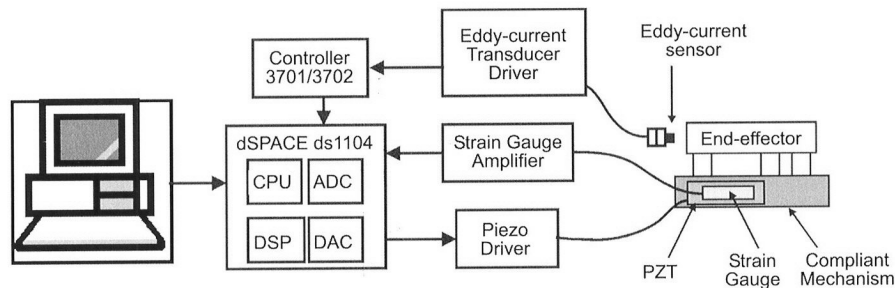 Controller
3701/3702
Eddy-current
Transducer
Driver
Eddy-current
sensor
dSPACE ds1104
CPU
ADC
DSP
DAC
Strain Gauge
Amplifier
Piezo
Driver
End-effector
PZT
Strain
Gauge
Compliant
Mechanism